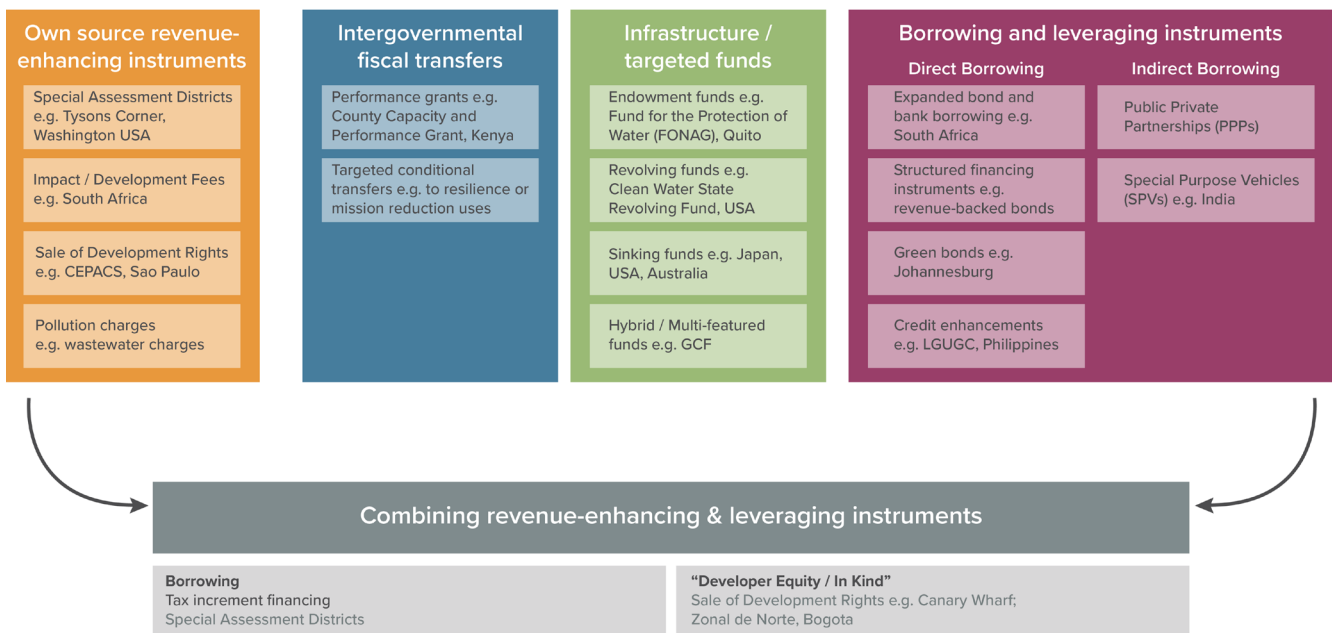 Own source revenue-
enhancing instruments
Special Assessment Districts
e.g. Tysons Corner,
Washington USA
Impact / Development Fees
e.g. South Africa
Sale of Development Rights
e.g. CEPACS, Sao Paulo
Pollution charges
e.g. wastewater charges
Intergovernmental
fiscal transfers
Performance grants e.g.
County Capacity and
Performance Grant, Kenya
Targeted conditional
transfers e.g. to resilience or
mission reduction uses
Infrastructure /
targeted funds
Endowment funds e.g.
Fund for the Protection of
Water (FONAG), Quito
Revolving funds e.g.
Clean Water State
Revolving Fund, USA
Sinking funds e.g. Japan,
USA, Australia
Hybrid / Multi-featured
funds e.g. GCF
Borrowing and leveraging instruments
Direct Borrowing
Expanded bond and
bank borrowing e.g.
South Africa
Structured financing
instruments e.g.
revenue-backed bonds
Green bonds e.g.
Johannesburg
Credit enhancements
e.g. LGUGC, Philippines
Indirect Borrowing
Public Private
Partnerships (PPPs)
Special Purpose Vehicles
(SPVs) e.g. India
Combining revenue-enhancing & leveraging instruments
Borrowing
Tax increment financing
Special Assessment Districts
“Developer Equity / In Kind”
Sale of Development Rights e.g. Canary Wharf;
Zonal de Norte, Bogota